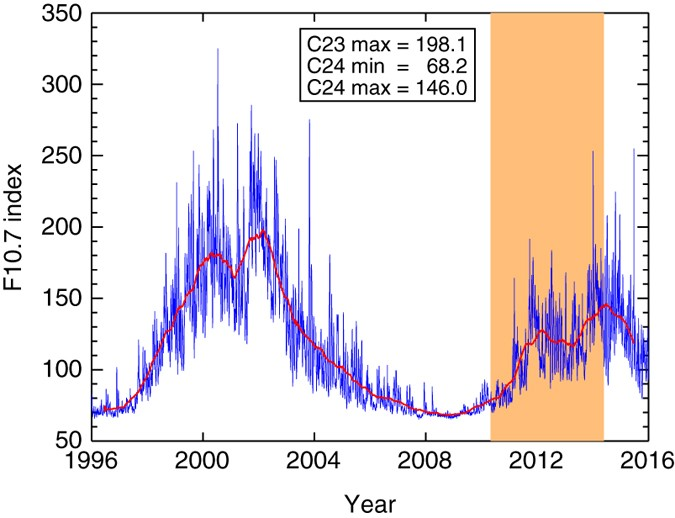 350
300
250
200
150
100
50
F10.7 index
C23 max = 198.1
C24 min = 68.2
C24 max = 146.0
1996 2000 2004 2008 2012 2016
Year